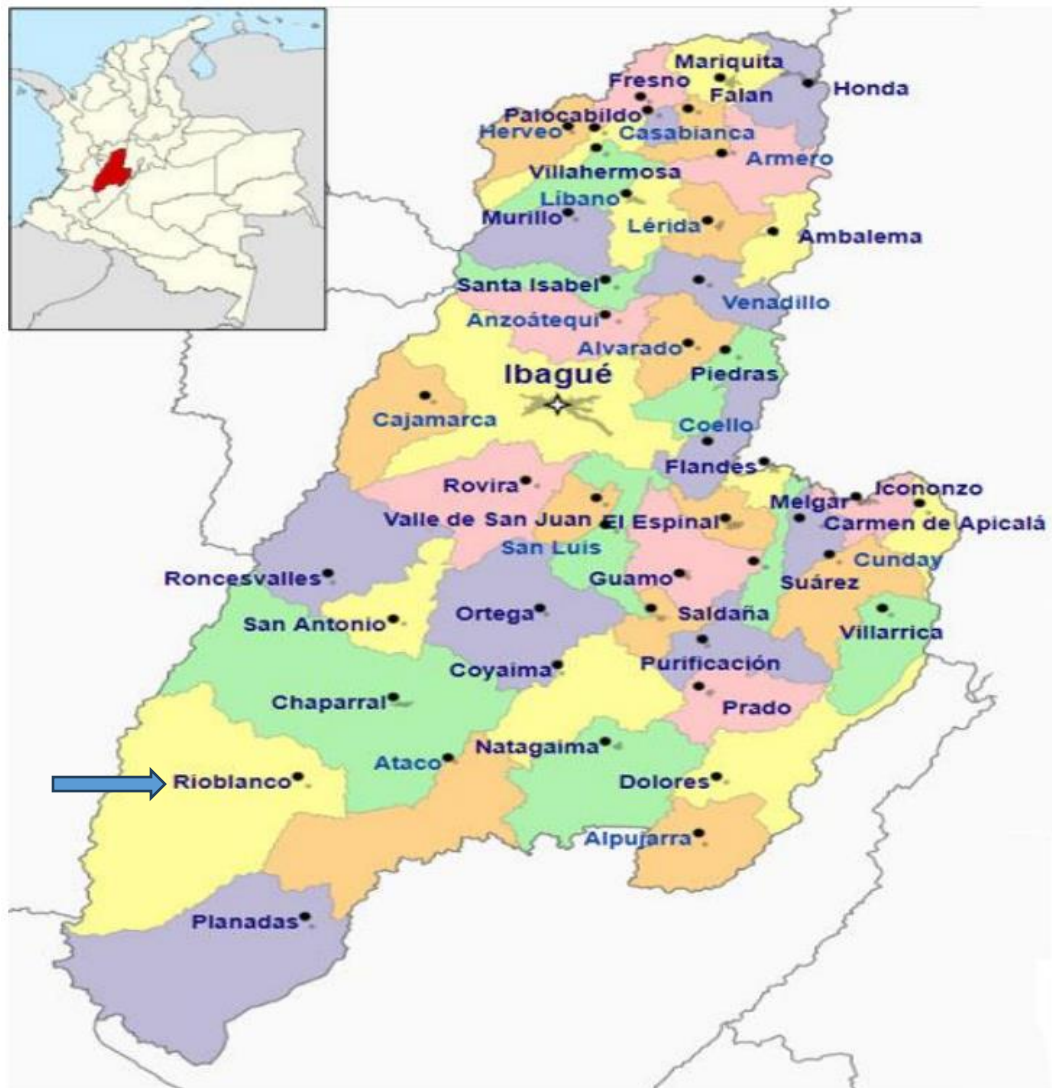 Mariquita
Fresno
Falan
Honda
Palocabildo
Herveo
Casabianca
Armero
Villahermosa
Líbano
Murillo
Lérida
Ambalema
Santa Isabel
Venadillo
Anzoátequi
Alvarado
Piedras
Ibagué
Cajamarca
Coello
Flandes
Rovira
Icononzo
Melgar
Valle de San Juan
El Espinal
Carmen de Apicalá
San Luis
Cunday
Roncesvalles
Guamo
Suárez
San Antonio
Ortega
Saldaña
Villarrica
Coyaima
Purificación
Chaparral
Prado
Natagaima
Ataco
Rioblanco
Dolores
Alpujarra
Planadas